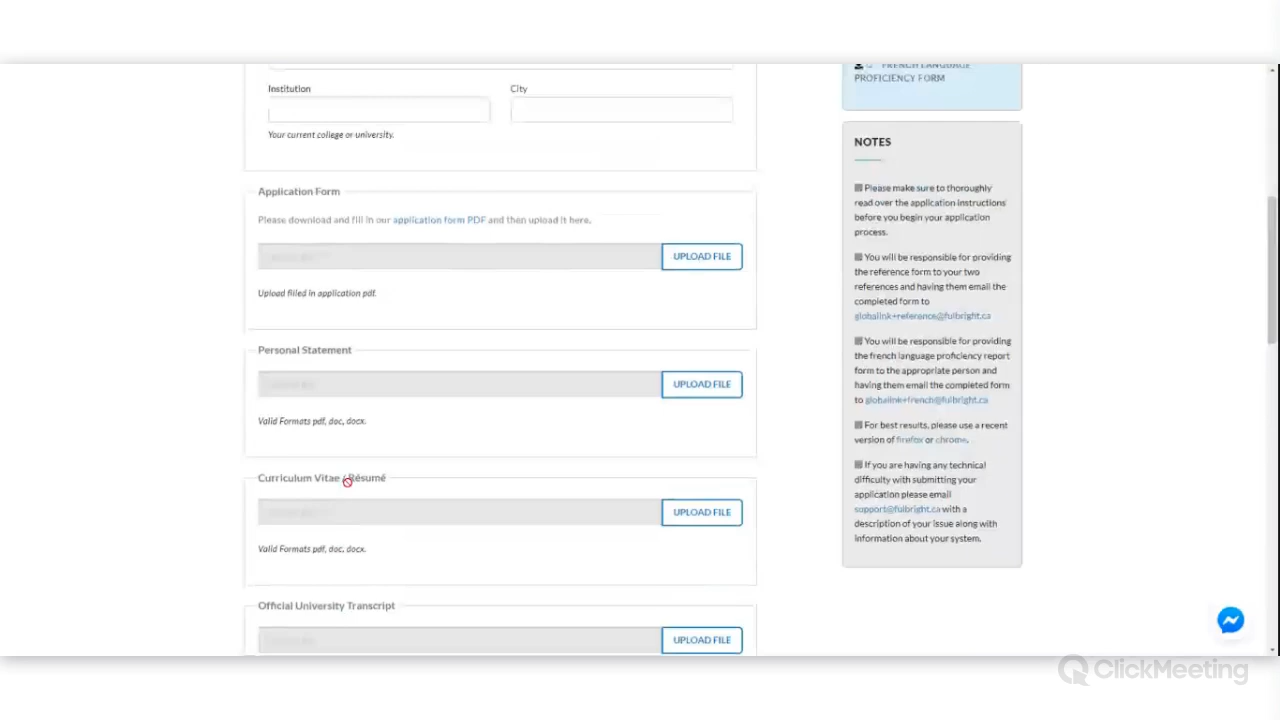 Institution
City
Your current college or university.
Application Form
Please download and fill in our application form PDF and then upload it here.
UPLOAD FILE
Upload filled in application pdf.
Personal Statement
UPLOAD FILE
Valid Formats pdf, doc, docx.
Curriculum Vitae / Résumé
UPLOAD FILE
Valid Formats pdf, doc, docx.
Official University Transcript
UPLOAD FILE
FRENCH LANGUAGE
PROFICIENCY FORM
NOTES
Please make sure to thoroughly
read over the application instructions
before you begin your application
process.
You will be responsible for providing
the reference form to your two
references and having them email the
completed form to
globalink+reference@fulbright.ca
You will be responsible for providing
the french language proficiency report
form to the appropriate person and
having them email the completed form
to globalink+french@fulbright.ca
For best results, please use a recent
version of firefox or chrome.
If you are having any technical
difficulty with submitting your
application please email
support@fulbright.ca with a
description of your issue along with
information about your system.
ClickMeeting